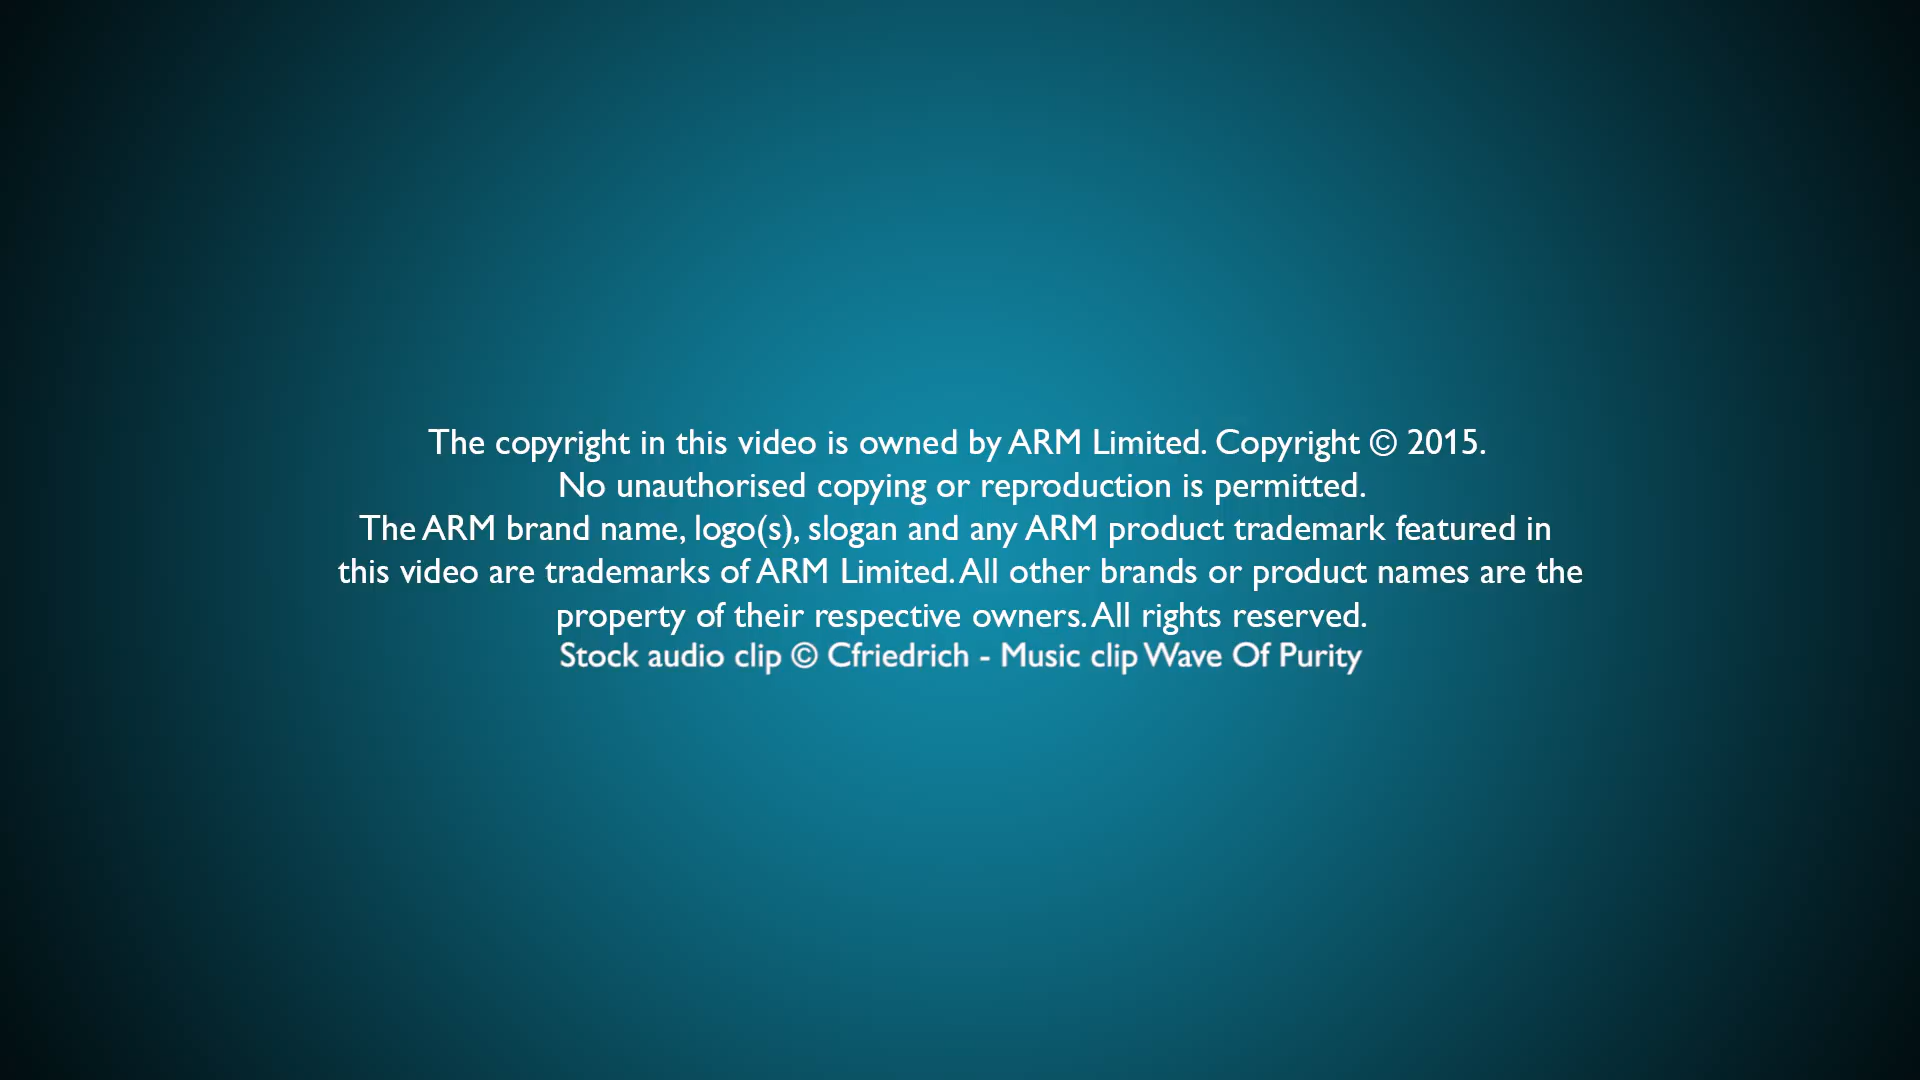 The copyright in this video is owned by ARM Limited. Copyright © 2015.
No unauthorised copying or reproduction is permitted.
The ARM brand name, logo(s), slogan and any ARM product trademark featured in
this video are trademarks of ARM Limited. All other brands or product names are the
property of their respective owners. All rights reserved.
Stock audio clip © Cfriedrich - Music clip Wave Of Purity